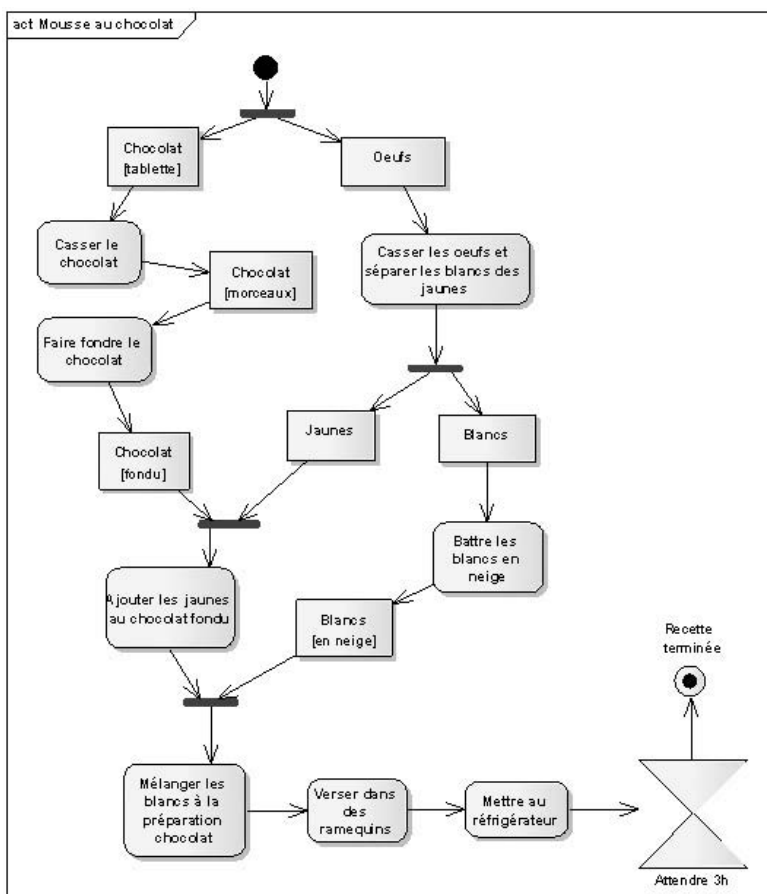 act Mousse au chocolat
Chocolat
[tablette]
Oeufs
Casser le
chocolat
Casser les oeufs et
séparer les blancs des
jaunes
Chocolat
[morceaux]
Faire fondre le
chocolat
Jaunes
Blancs
Chocolat
[fondu]
Battre les
blancs en
neige
Ajouter les jaunes
au chocolat fondu
Blancs
[en neige]
Recette
terminée
Mélanger les
blancs à la
préparation
chocolat
Verser dans
des
ramequins
Mettre au
réfrigérateur
Attendre 3h